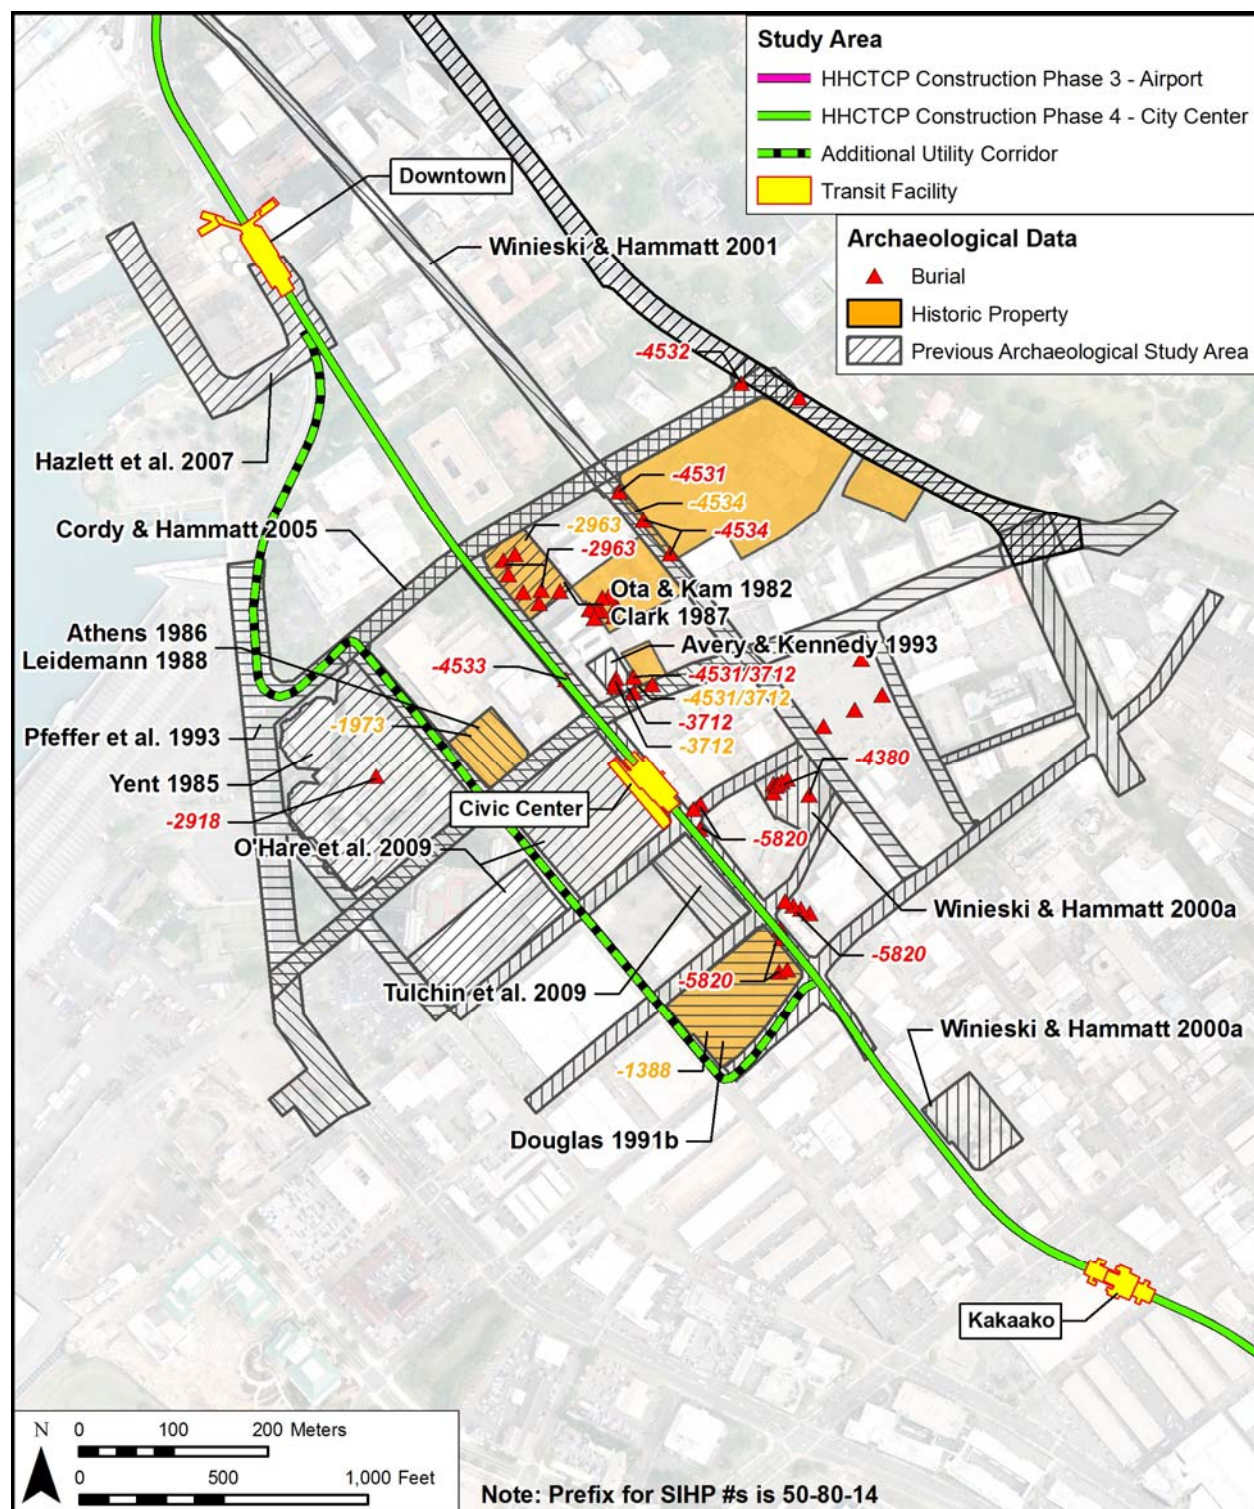 Study Area
HHCTCP Construction Phase 3 - Airport
HHCTCP Construction Phase 4 - City Center
Additional Utility Corridor
Transit Facility
Archaeological Data
Burial
Historic Property
Previous Archaeological Study Area
Downtown
Winieski & Hammatt 2001
-4532
Hazlett et al. 2007
-4531
-4534
Cordy & Hammatt 2005
-2963
-4534
-2963
Ota & Kam 1982
Clark 1987
Athens 1986
Leidemann 1988
Avery & Kennedy 1993
-4533
-4531/3712
-4531/3712
-1973
-3712
Pfeffer et al. 1993
-3712
Yent 1985
-4380
Civic Center
-2918
-5820
O'Hare et al. 2009
Winieski & Hammatt 2000a
-5820
-5820
Tulchin et al. 2009
Winieski & Hammatt 2000a
-1388
Douglas 1991b
Kakaako
N
0 100 200 Meters
0 500 1,000 Feet
Note: Prefix for SIHP #s is 50-80-14